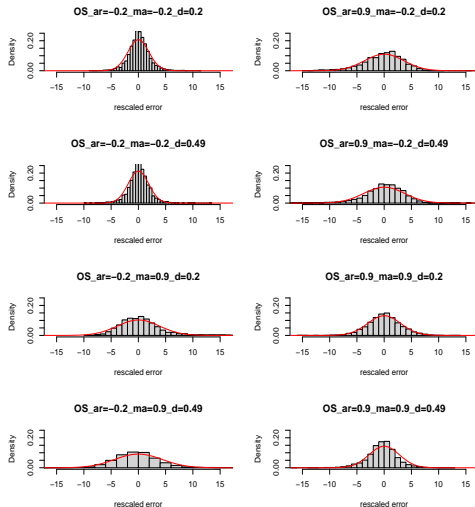 OS_ar=−0.2_ma=−0.2_d=0.2
Density
0.00 0.20
−15 −10 −5 0 5 10 15
rescaled error
OS_ar=0.9_ma=−0.2_d=0.2
Density
0.00 0.20
−15 −10 −5 0 5 10 15
rescaled error
OS_ar=−0.2_ma=−0.2_d=0.49
Density
0.00 0.20
−15 −10 −5 0 5 10 15
rescaled error
OS_ar=0.9_ma=−0.2_d=0.49
Density
0.00 0.20
−15 −10 −5 0 5 10 15
rescaled error
OS_ar=−0.2_ma=0.9_d=0.2
Density
0.00 0.20
−15 −10 −5 0 5 10 15
rescaled error
OS_ar=0.9_ma=0.9_d=0.2
Density
0.00 0.20
−15 −10 −5 0 5 10 15
rescaled error
OS_ar=−0.2_ma=0.9_d=0.49
Density
0.00 0.20
−15 −10 −5 0 5 10 15
rescaled error
OS_ar=0.9_ma=0.9_d=0.49
Density
0.00 0.20
−15 −10 −5 0 5 10 15
rescaled error